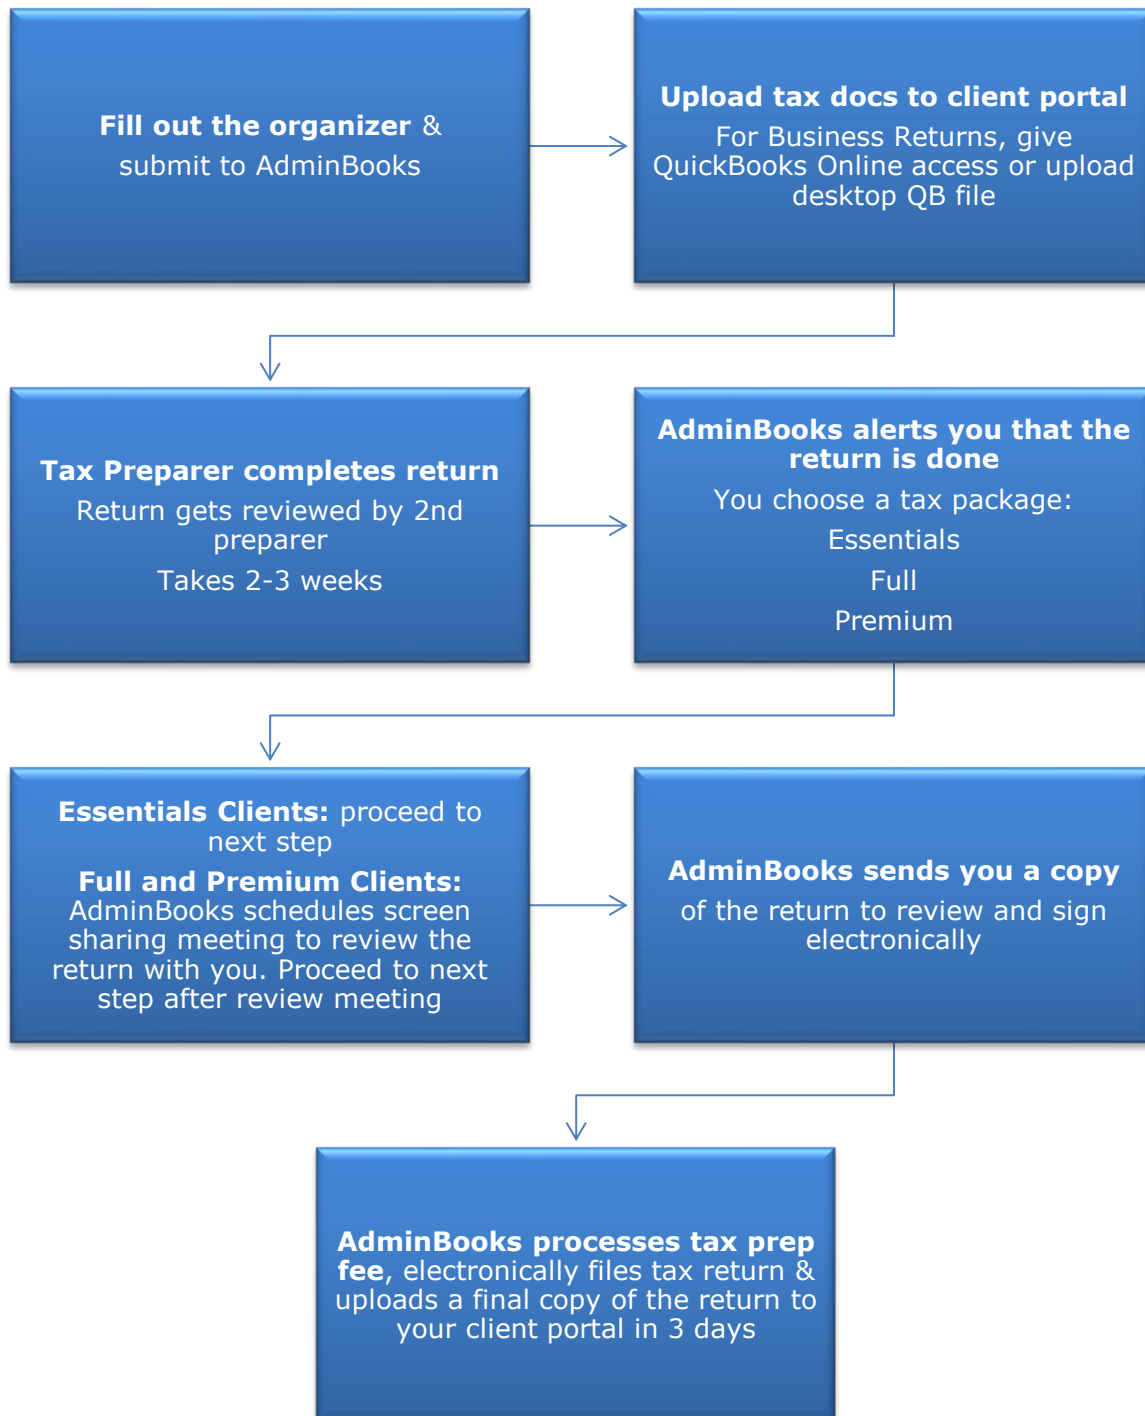 Fill out the organizer &
submit to AdminBooks
Upload tax docs to client portal
For Business Returns, give
QuickBooks Online access or upload
desktop QB file
Tax Preparer completes return
Return gets reviewed by 2nd
preparer
Takes 2-3 weeks
AdminBooks alerts you that the
return is done
You choose a tax package:
Essentials
Full
Premium
Essentials Clients: proceed to
next step
Full and Premium Clients:
AdminBooks schedules screen
sharing meeting to review the
return with you. Proceed to next
step after review meeting
AdminBooks sends you a copy
of the return to review and sign
electronically
AdminBooks processes tax prep
fee, electronically files tax return &
uploads a final copy of the return to
your client portal in 3 days